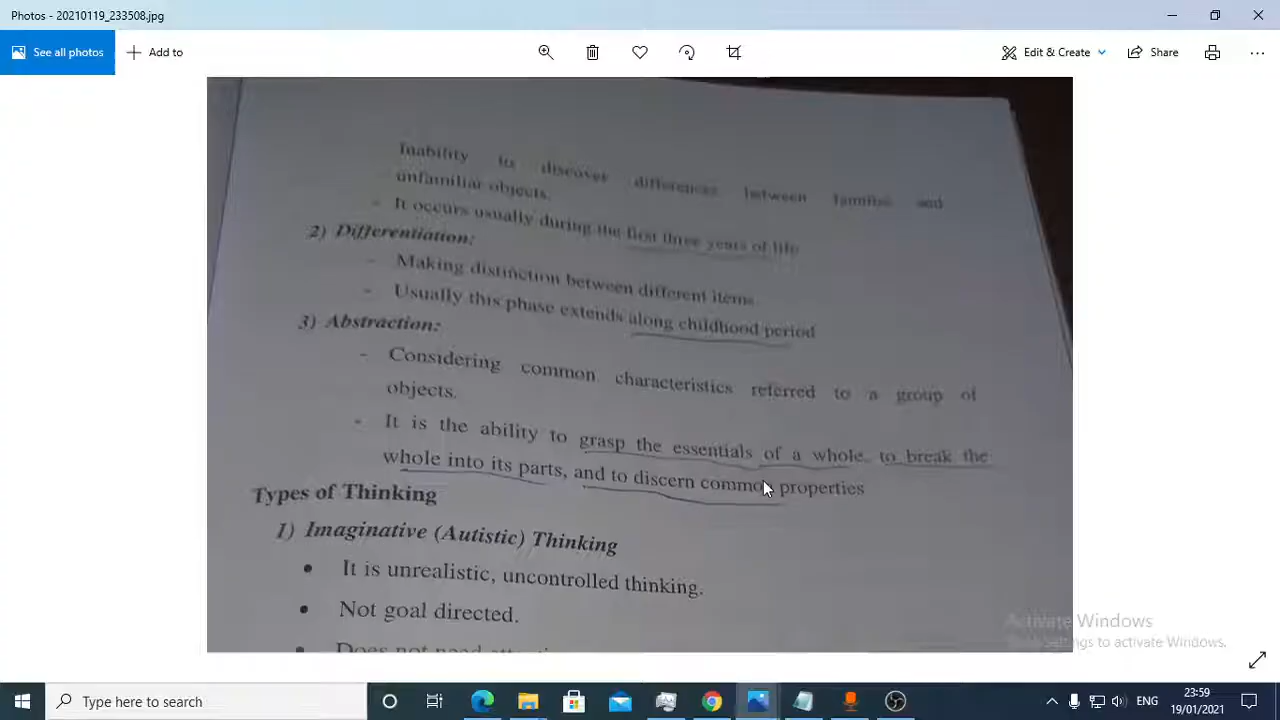 Photos - 20210119_233508.jpg
See all photos
Add to
Edit & Create
Share
Inability to discover differences between familiar and
unfamiliar objects.
- It occurs usually during the first three years of life
2) Differentiation:
- Making distinction between different items
- Usually this phase extends along childhood period
3) Abstraction:
- Considering common characteristics referred to a group of
objects.
- It is the ability to grasp the essentials of a whole, to break the
whole into its parts, and to discern common properties
Types of Thinking
1) Imaginative (Autistic) Thinking
• It is unrealistic, uncontrolled thinking.
• Not goal directed.
• Does not need
Activate Windows
to activate Windows.
Type here to search
ENG
23:59
19/01/2021